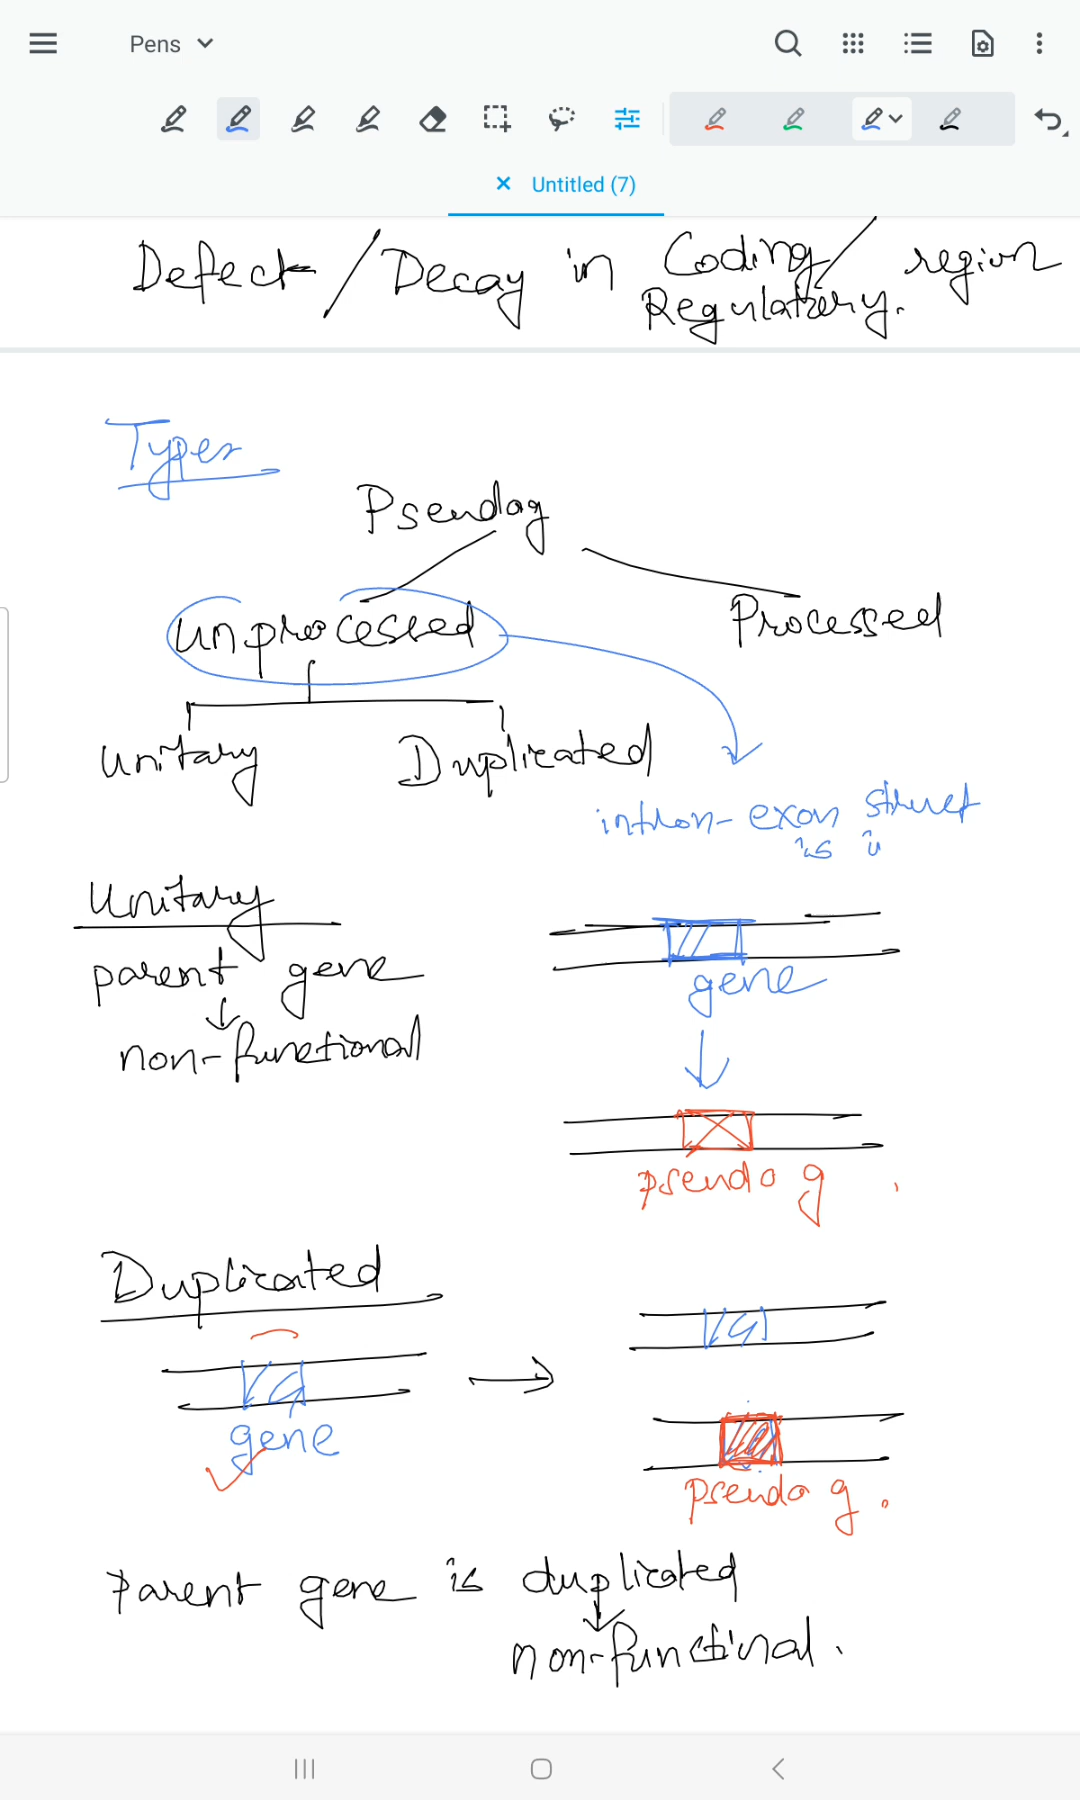 Pens
Untitled (7)
Defect/Decay in Coding/Regulatory region
Types
Pseudog
Unprocessed Processed
Unitary Duplicated
intron-exon struct
is
Unitary
parent gene
non-functional
gene
pseudo g
Duplicated
gene
pseudo g.
Parent gene is duplicated
non-functional.